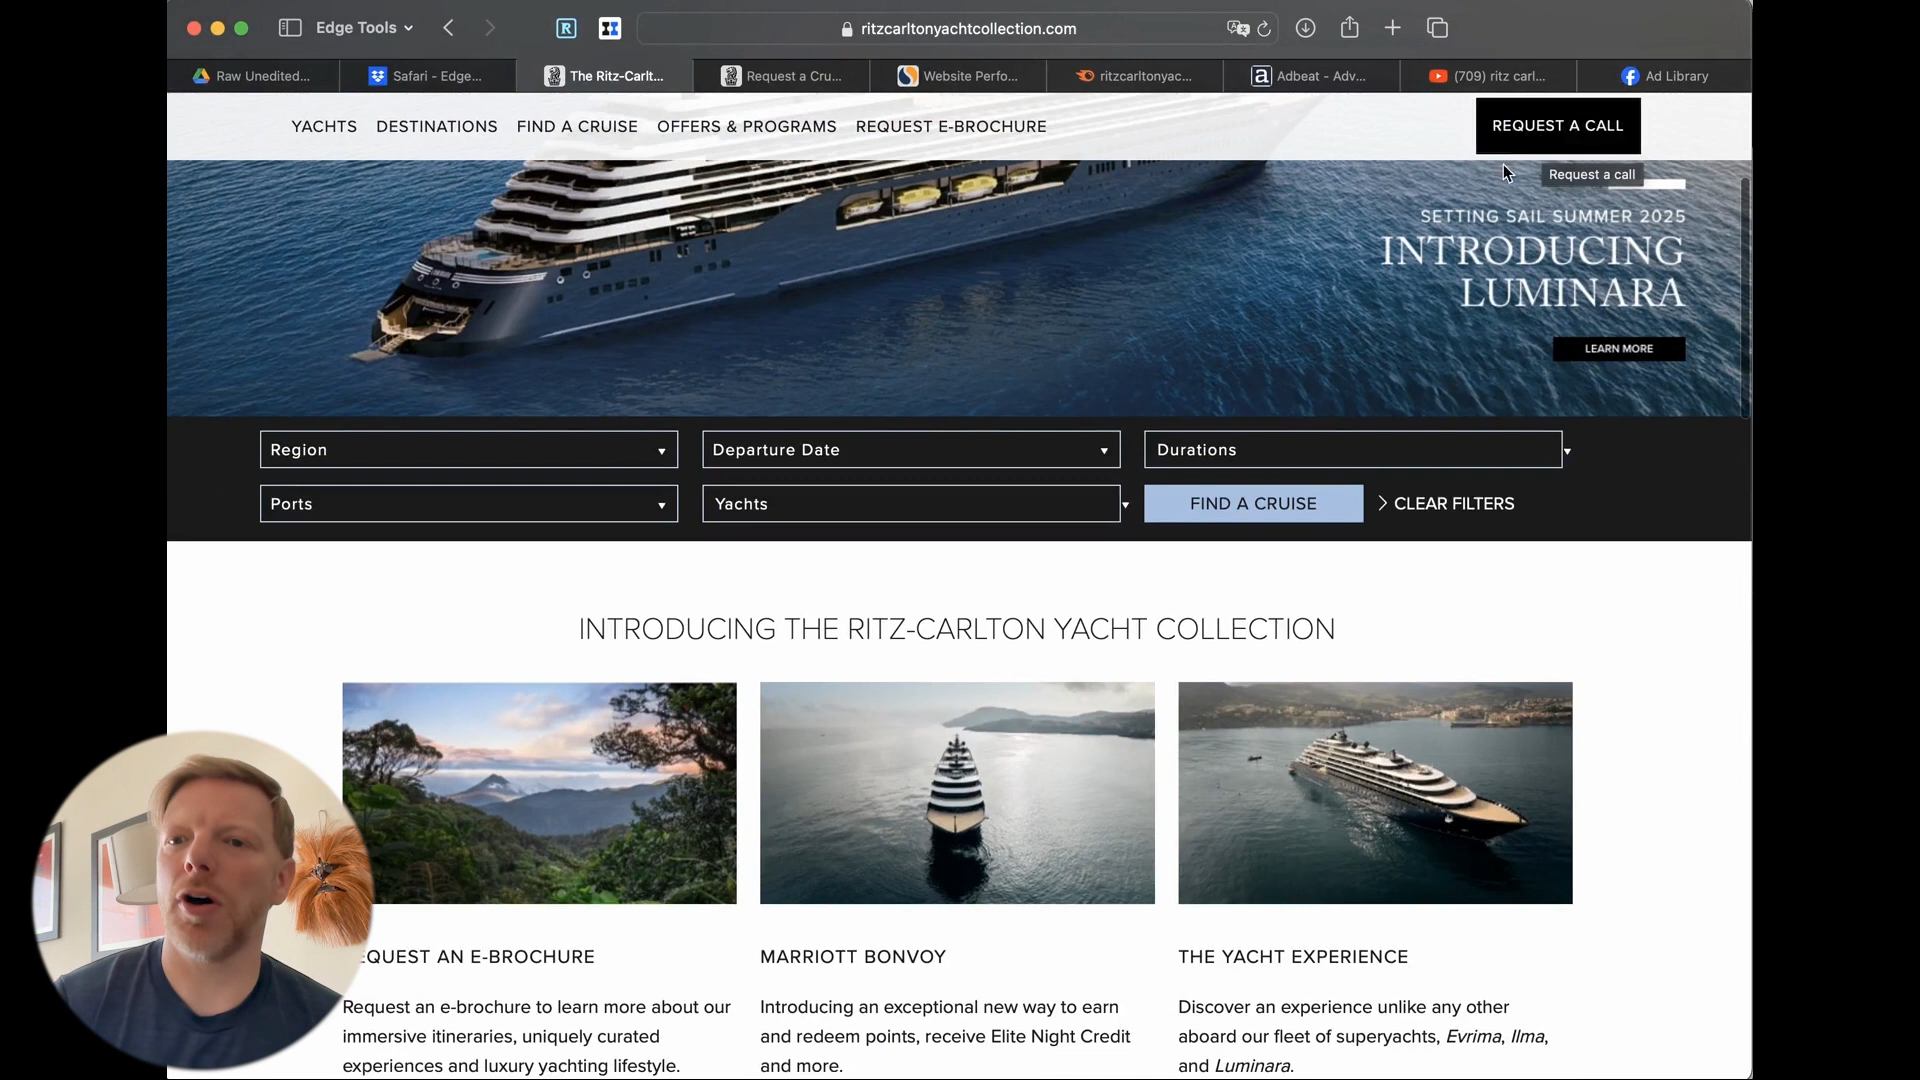 Edge Tools
ritzcarltonyachtcollection.com
Raw Unedited...
Safari - Edge...
The Ritz-Carlt...
Request a Cru...
Website Perfo...
ritzcarltonyac...
Adbeat - Adv...
(709) ritz carl...
Ad Library
YACHTS DESTINATIONS FIND A CRUISE OFFERS & PROGRAMS REQUEST E-BROCHURE
REQUEST A CALL
Request a call
SETTING SAIL SUMMER 2025
INTRODUCING
LUMINARA
LEARN MORE
Region
Departure Date
Durations
Ports
Yachts
FIND A CRUISE
CLEAR FILTERS
INTRODUCING THE RITZ-CARLTON YACHT COLLECTION
EQUEST AN E-BROCHURE
Request an e-brochure to learn more about our
immersive itineraries, uniquely curated
experiences and luxury yachting lifestyle.
MARRIOTT BONVOY
Introducing an exceptional new way to earn
and redeem points, receive Elite Night Credit
and more.
THE YACHT EXPERIENCE
Discover an experience unlike any other
aboard our fleet of superyachts, Evrima, Ilma,
and Luminara.